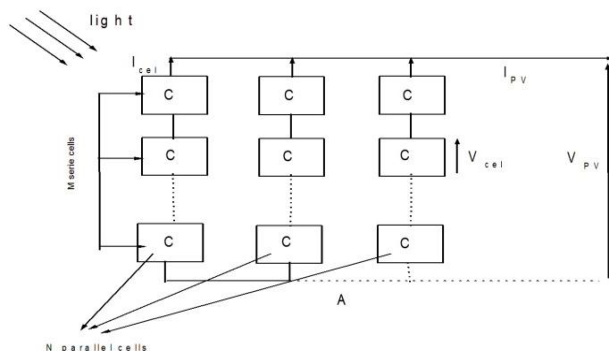 light
I cel
I PV
C C C
M serie cells
C C C
V cel
V PV
C C C
A
N parallel cells